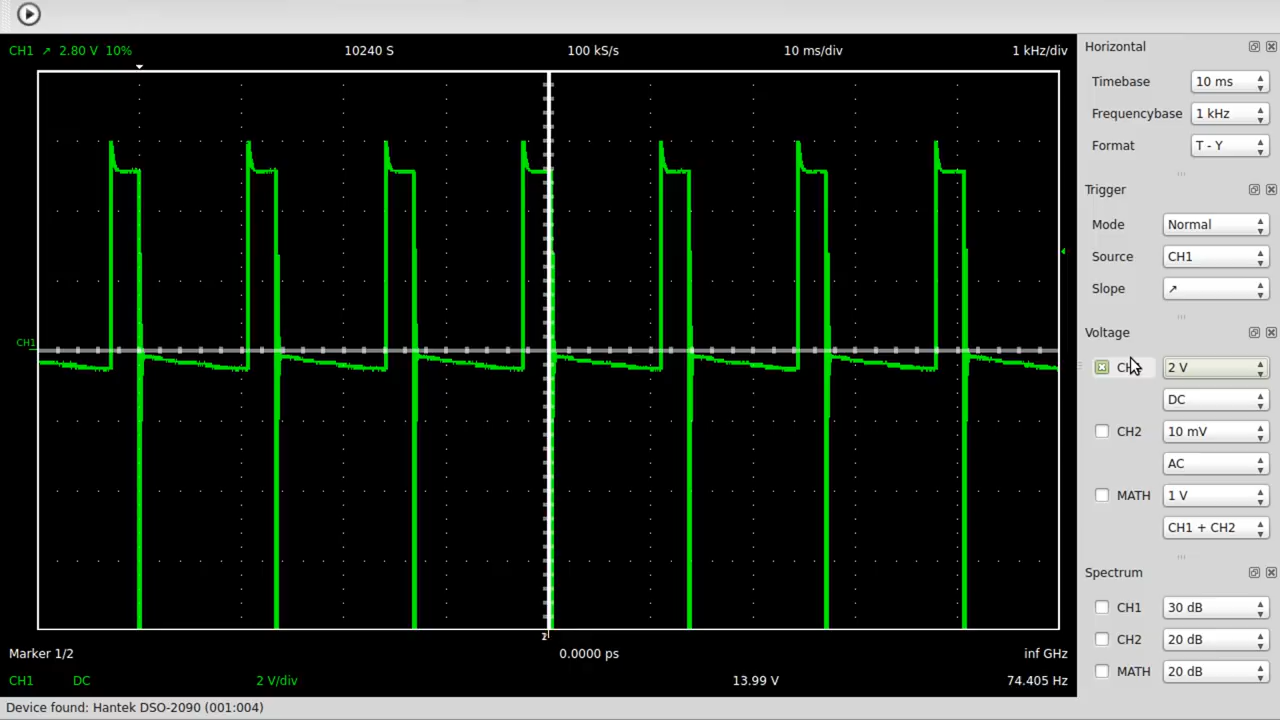 CH1 ↗ 2.80 V 10% 10240 S 100 kS/s 10 ms/div 1 kHz/div
CH1
2
1
Marker 1/2 0.0000 ps inf GHz
CH1 DC 2 V/div 13.99 V 74.405 Hz
Device found: Hantek DSO-2090 (001:004)
Horizontal
Timebase 10 ms
Frequencybase 1 kHz
Format T - Y
Trigger
Mode Normal
Source CH1
Slope ↗
Voltage
2 V
DC
CH2 10 mV
AC
MATH 1 V
CH1 + CH2
Spectrum
CH1 30 dB
CH2 20 dB
MATH 20 dB